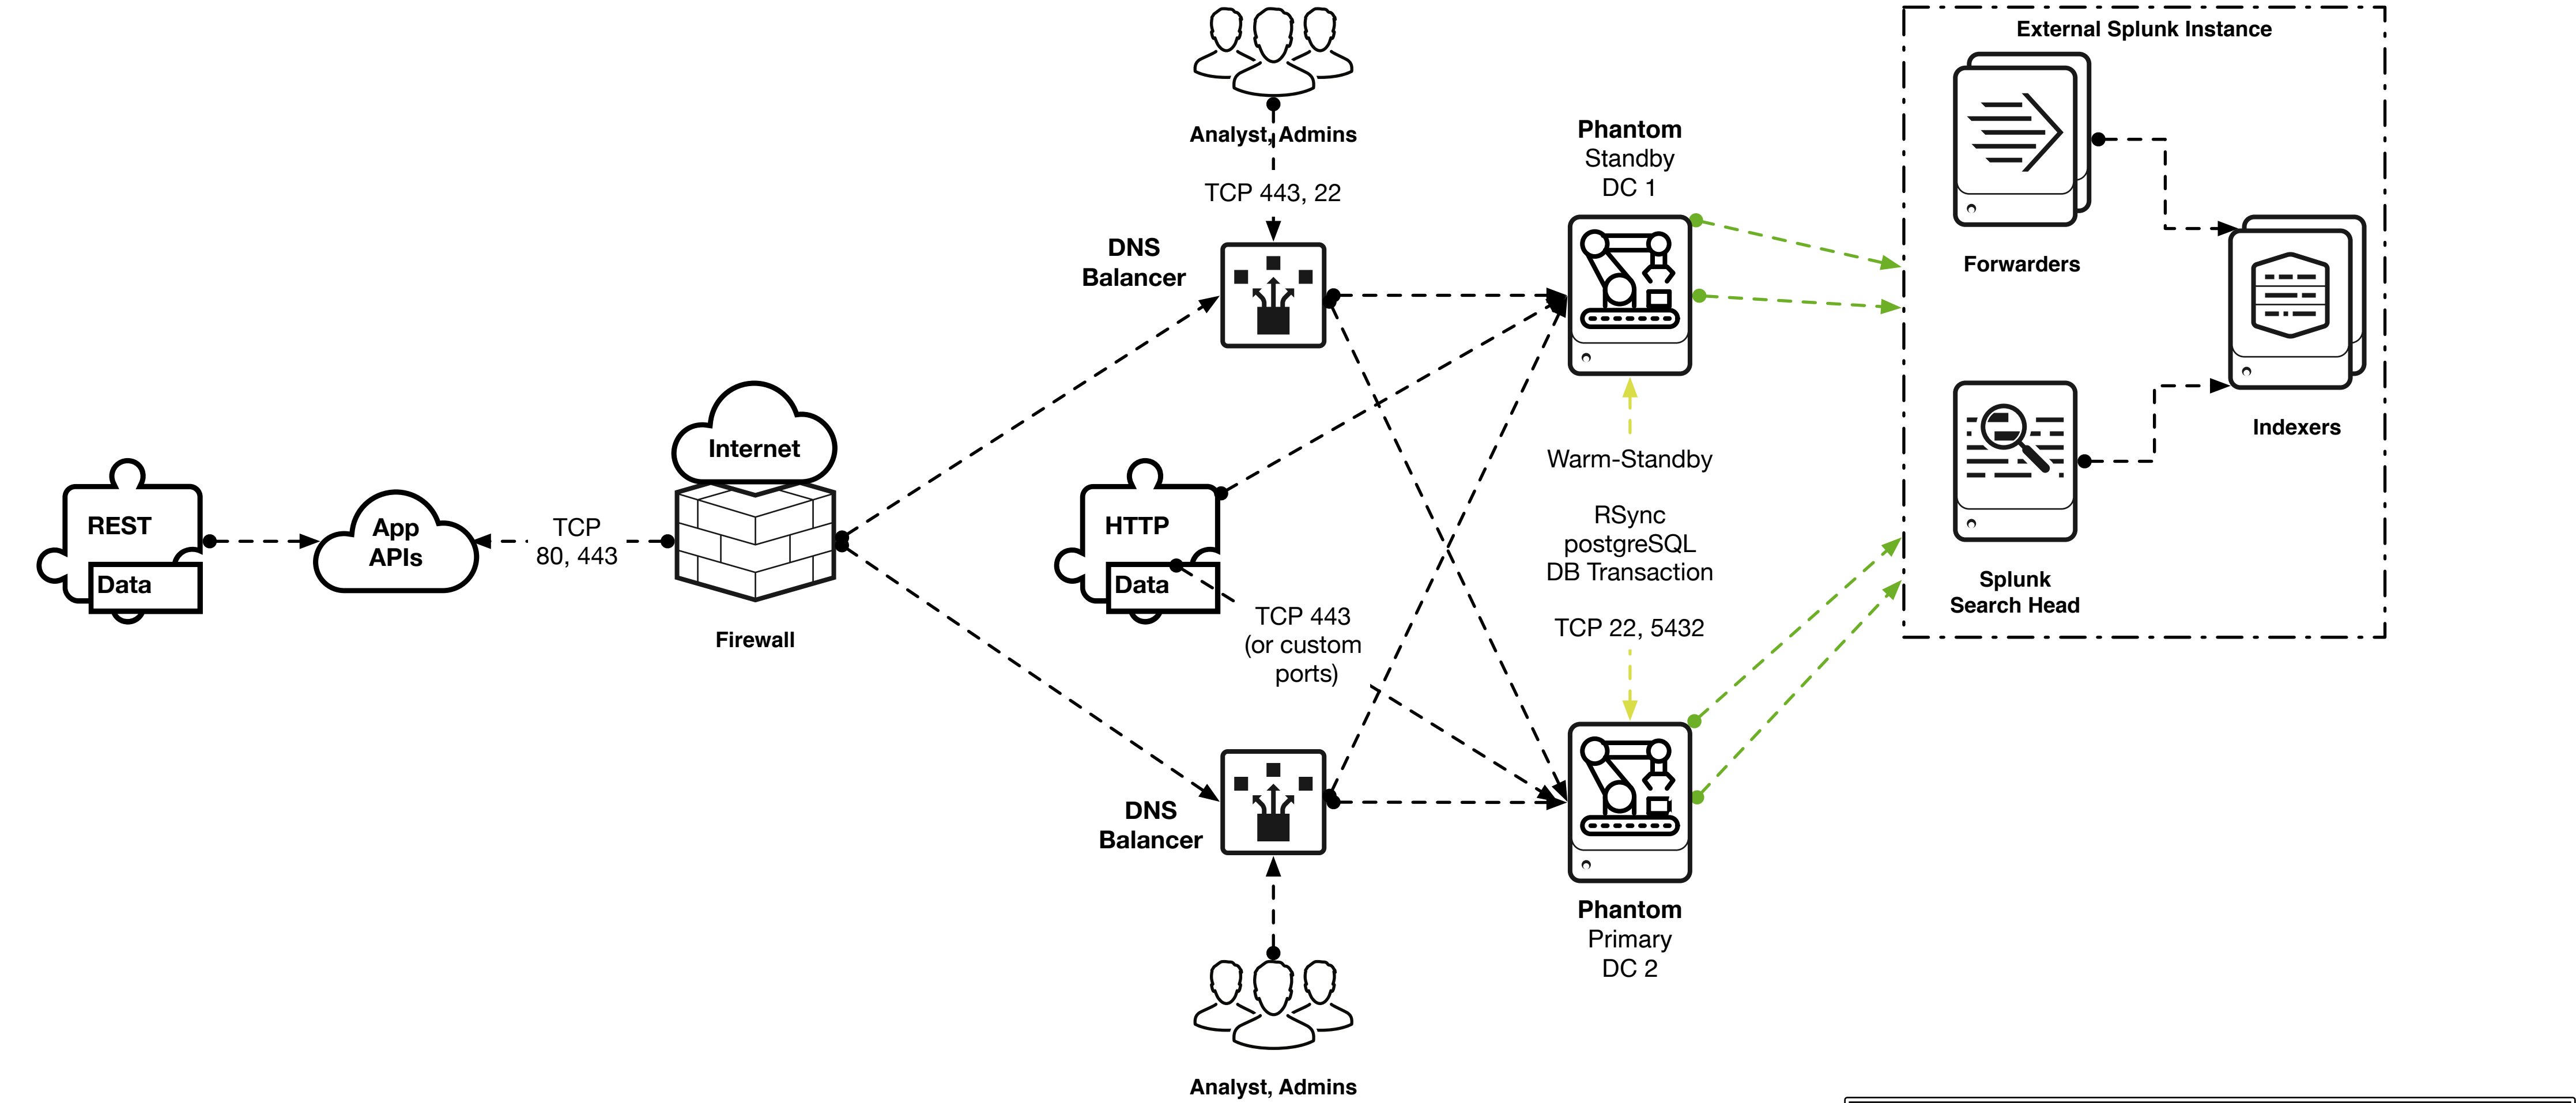 External Splunk Instance
Analyst, Admins
TCP 443, 22
Phantom
Standby
DC 1
DNS
Balancer
Forwarders
Indexers
Internet
Warm-Standby
REST
Data
App
APIs
TCP
80, 443
Firewall
HTTP
Data
TCP 443
(or custom
ports)
RSync
postgreSQL
DB Transaction
TCP 22, 5432
Splunk
Search Head
DNS
Balancer
Phantom
Primary
DC 2
Analyst, Admins